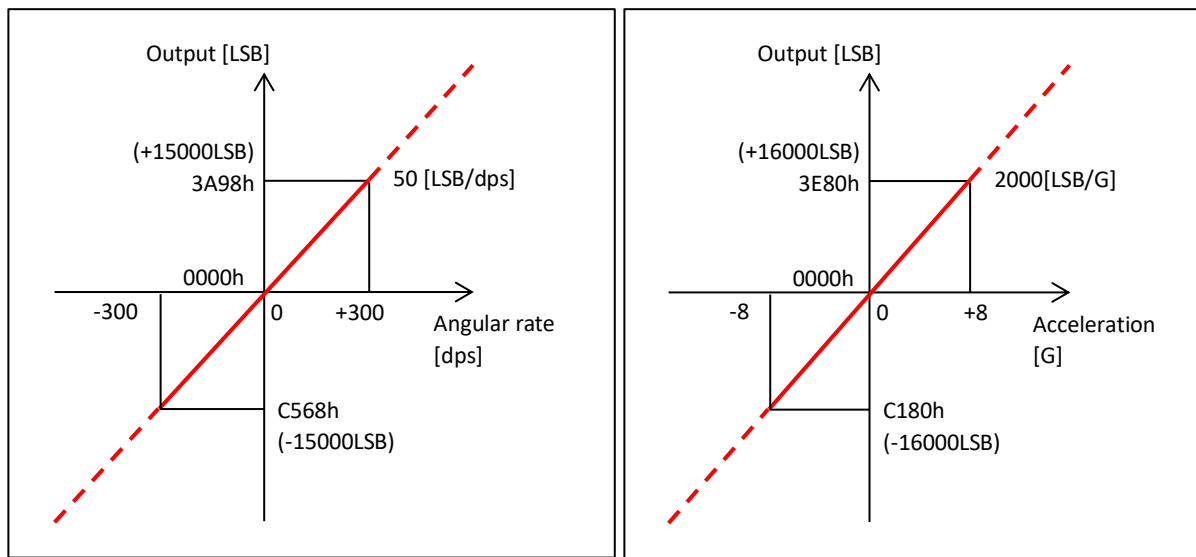 Output [LSB]
(+15000LSB)
3A98h
50 [LSB/dps]
0000h
-300
0
+300
Angular rate
[dps]
C568h
(-15000LSB)
Output [LSB]
(+16000LSB)
3E80h
2000[LSB/G]
0000h
-8
0
+8
Acceleration
[G]
C180h
(-16000LSB)